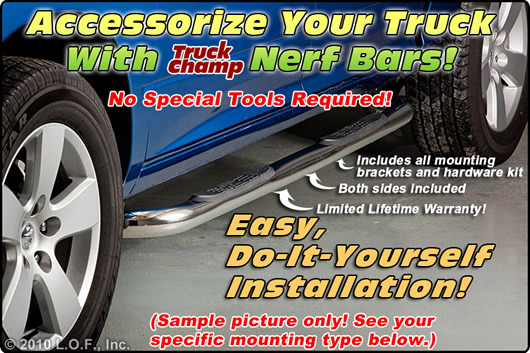 Accessorize Your Truck
With Truck Champ Nerf Bars!
No Special Tools Required!
Includes all mounting
brackets and hardware kit
Both sides included
Limited Lifetime Warranty!
Easy,
Do-It-Yourself
Installation!
(Sample picture only! See your
specific mounting type below.)
© 2010 L.O.F., Inc.